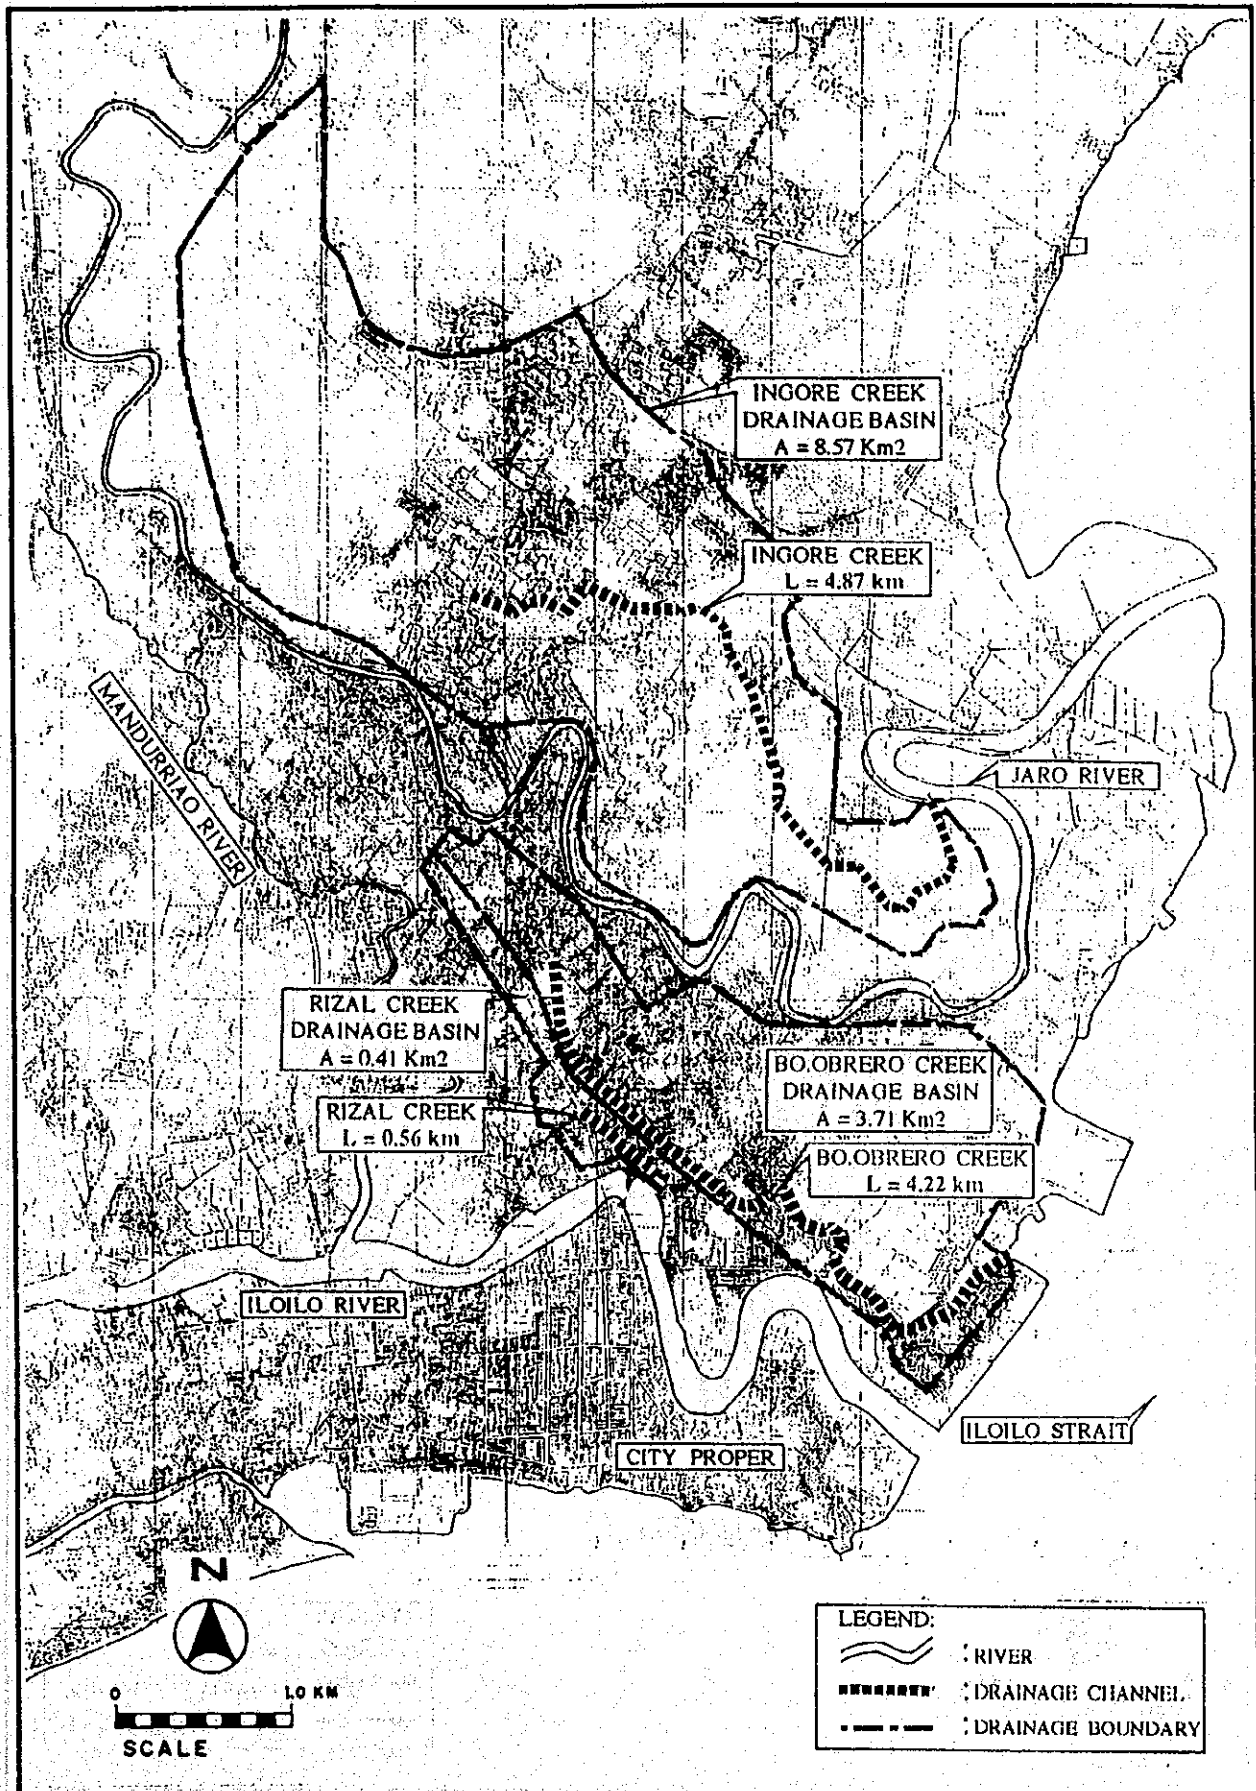 INGORE CREEK
DRAINAGE BASIN
A = 8.57 Km2
INGORE CREEK
L = 4.87 km
MANDURRIAO RIVER
JARO RIVER
RIZAL CREEK
DRAINAGE BASIN
A = 0.41 Km2
BO.OBRERO CREEK
DRAINAGE BASIN
A = 3.71 Km2
RIZAL CREEK
L = 0.56 km
BO.OBRERO CREEK
L = 4.22 km
ILOILO RIVER
ILOILO STRAIT
CITY PROPER
N
0 1.0 KM
SCALE
LEGEND:
: RIVER
: DRAINAGE CHANNEL
: DRAINAGE BOUNDARY